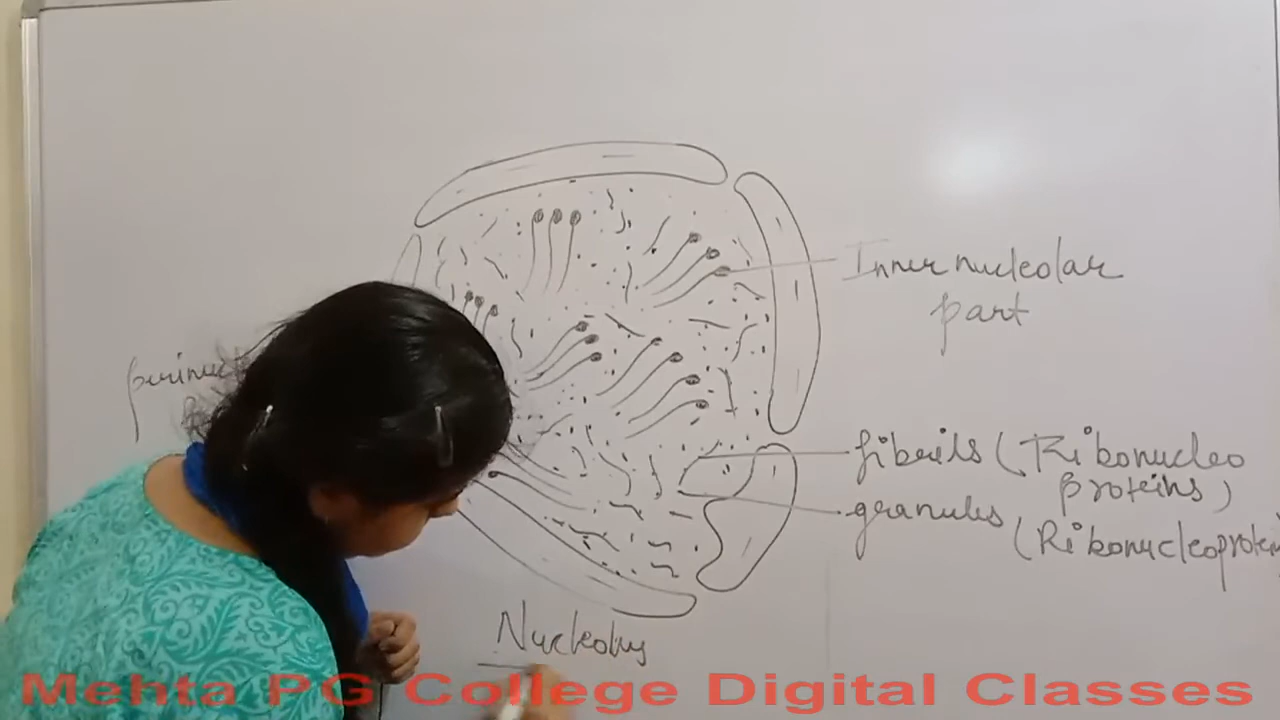 Inner nucleolar
part
fibrils (Ribonucleo
proteins)
granules
(Ribonucleoprotein
Nucleolus
Mehta PG College Digital Classes